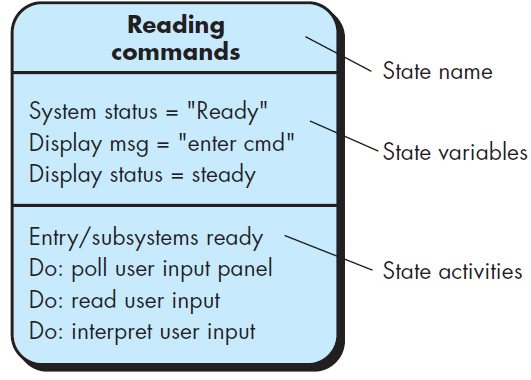 Reading
commands
State name
System status = "Ready"
Display msg = "enter cmd"
Display status = steady
State variables
Entry/subsystems ready
Do: poll user input panel
Do: read user input
Do: interpret user input
State activities